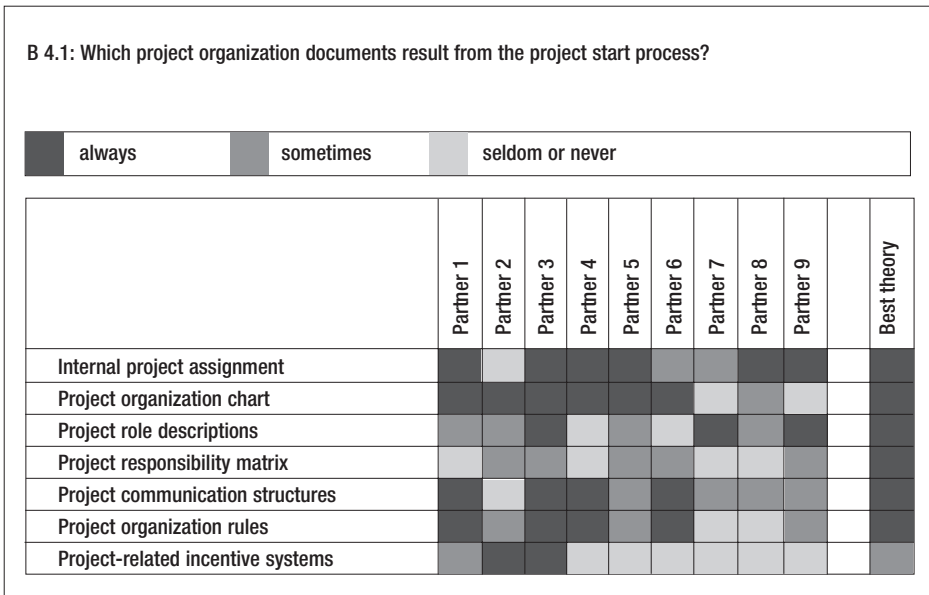 B 4.1: Which project organization documents result from the project start process?
always sometimes seldom or never
Partner 1 Partner 2 Partner 3 Partner 4 Partner 5 Partner 6 Partner 7 Partner 8 Partner 9 Best theory
Internal project assignment
Project organization chart
Project role descriptions
Project responsibility matrix
Project communication structures
Project organization rules
Project-related incentive systems